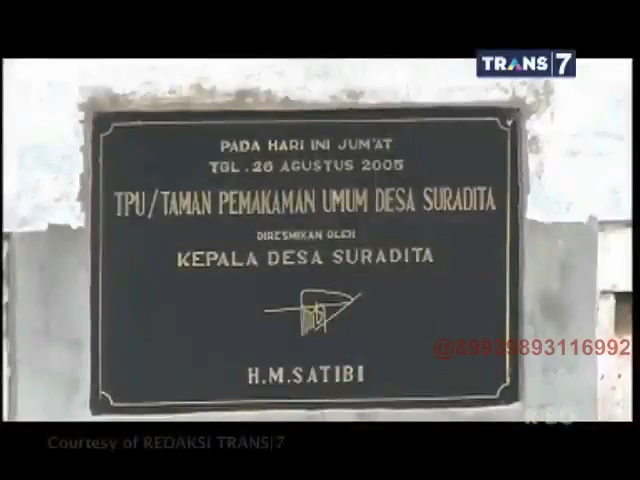 TRANS|7
PADA HARI INI JUM'AT
TGL. 26 AGUSTUS 2005
TPU/TAMAN PEMAKAMAN UMUM DESA SURADITA
DIRESMIKAN OLEH
KEPALA DESA SURADITA
@89939893116992
H.M.SATIBI
Courtesy of REDAKSI TRANS|7